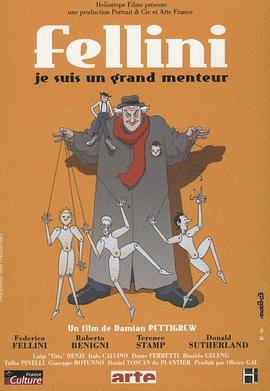 Heliotrope Films présente
une production Portrait & Cie et Arte France
fellini
je suis un grand menteur
Un film de Damian PETTIGREW
Federico FELLINI
Roberto BENIGNI
Terence STAMP
Donald SUTHERLAND
Luigi "Titta" BENZI Italo CALVINO Dante FERRETTI Rinaldo GELENG
Tullio PINELLI Giuseppe ROTUNNO Daniel TOSCAN du PLANTIER Produit par Olivier GAL
France
Culture
arte